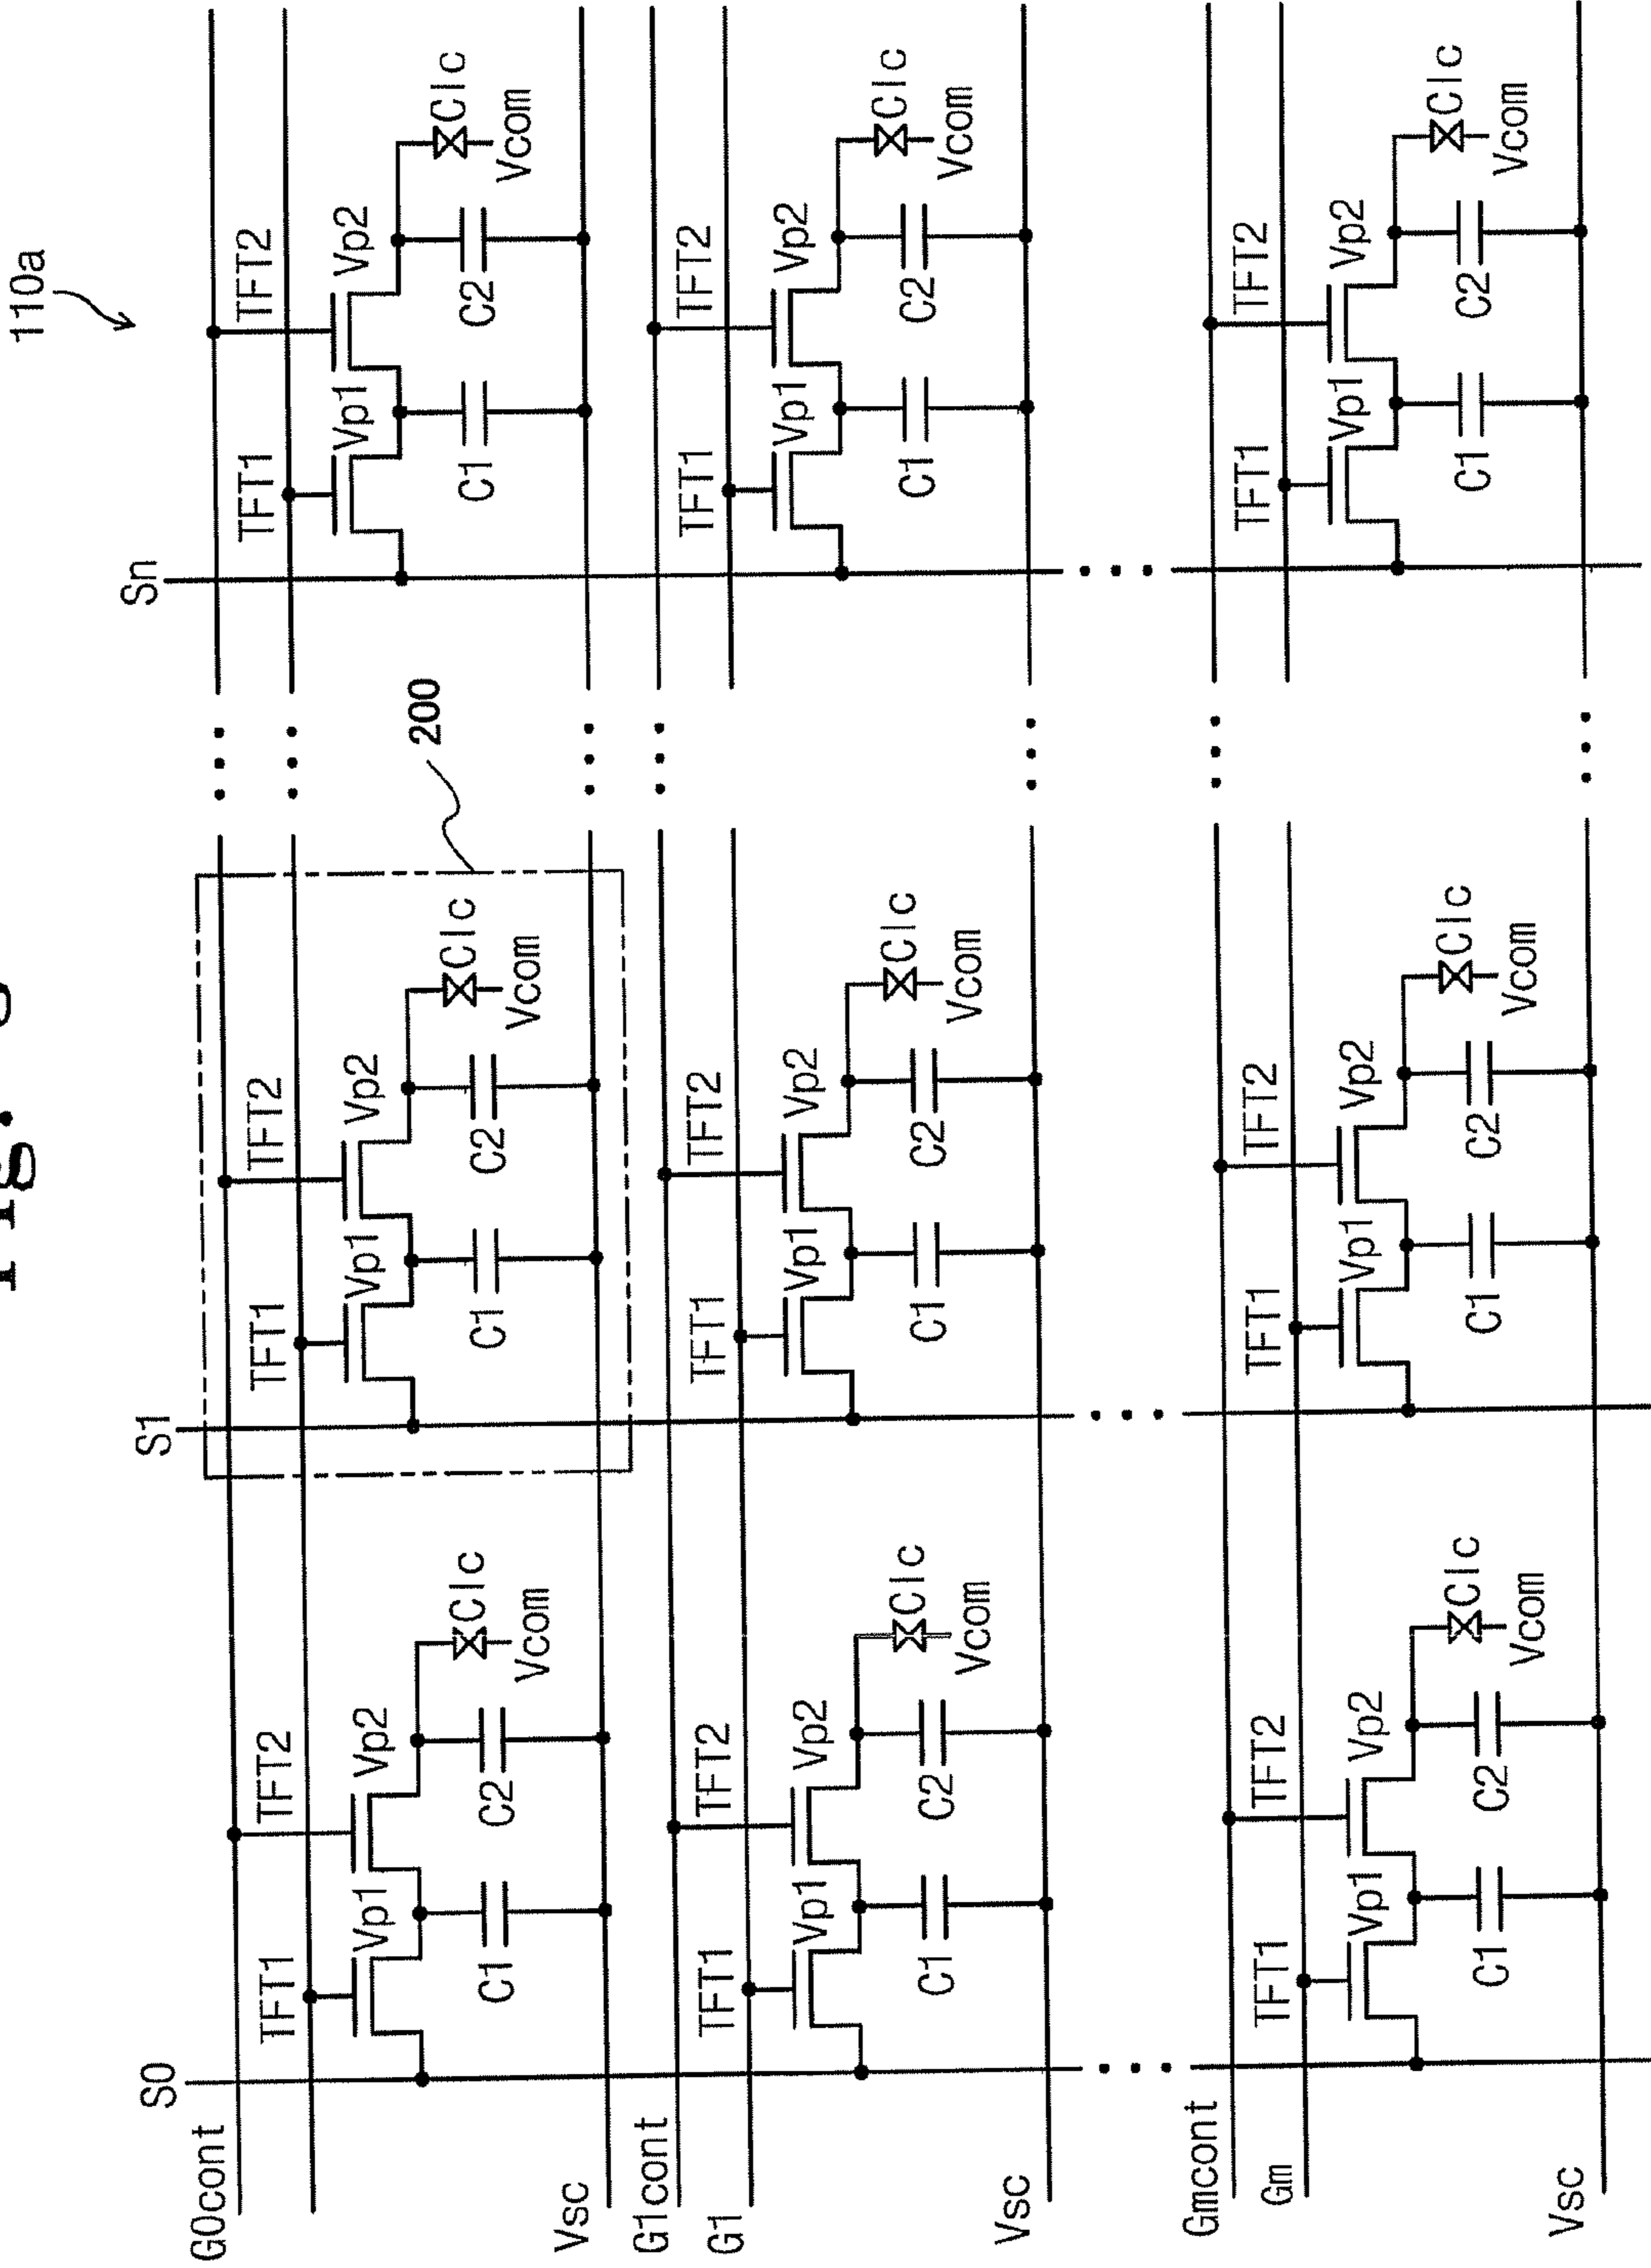 Fig.
110a
S0 S1 Sn
G0cont
TFT1 TFT2 TFT1 TFT2 TFT1 TFT2
Vp1 Vp2 Vp1 Vp2 Vp1 Vp2
200
C1 C2 Clc C1 C2 Clc C1 C2 Clc
Vcom Vcom Vcom
Vsc
G1cont
G1
TFT1 TFT2 TFT1 TFT2 TFT1 TFT2
Vp1 Vp2 Vp1 Vp2 Vp1 Vp2
C1 C2 Clc C1 C2 Clc C1 C2 Clc
Vcom Vcom Vcom
Vsc
Gmcont
Gm
TFT1 TFT2 TFT1 TFT2 TFT1 TFT2
Vp1 Vp2 Vp1 Vp2 Vp1 Vp2
C1 C2 Clc C1 C2 Clc C1 C2 Clc
Vcom Vcom Vcom
Vsc